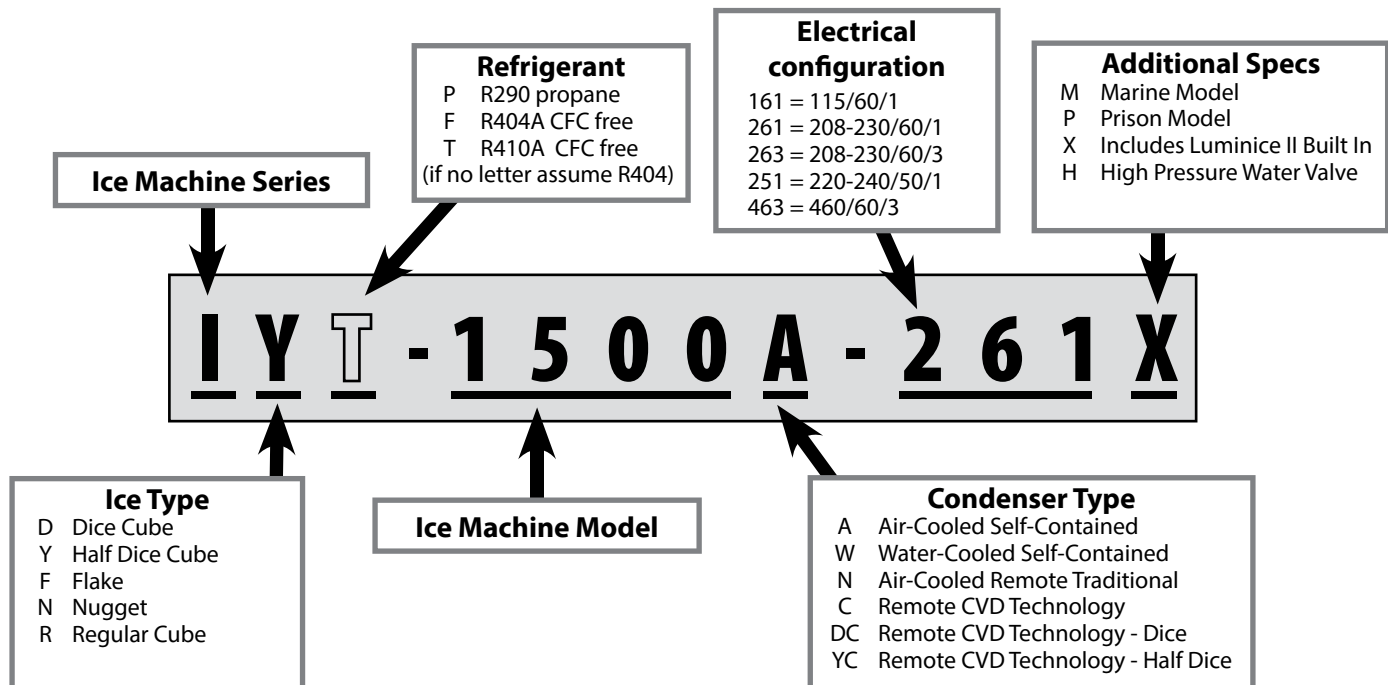 Ice Machine Series
Refrigerant
P R290 propane
F R404A CFC free
T R410A CFC free
(if no letter assume R404)
Electrical
configuration
161 = 115/60/1
261 = 208-230/60/1
263 = 208-230/60/3
251 = 220-240/50/1
463 = 460/60/3
Additional Specs
M Marine Model
P Prison Model
X Includes Luminice II Built In
H High Pressure Water Valve
I Y T - 1 5 0 0 A - 2 6 1 X
Ice Type
D Dice Cube
Y Half Dice Cube
F Flake
N Nugget
R Regular Cube
Ice Machine Model
Condenser Type
A Air-Cooled Self-Contained
W Water-Cooled Self-Contained
N Air-Cooled Remote Traditional
C Remote CVD Technology
DC Remote CVD Technology - Dice
YC Remote CVD Technology - Half Dice